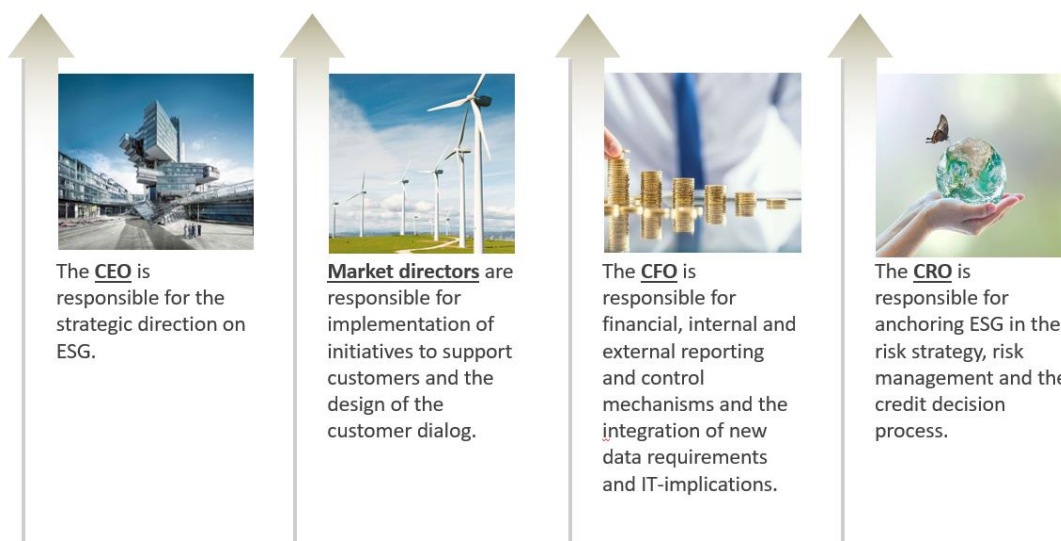 The CEO is
responsible for the
strategic direction on
ESG.
Market directors are
responsible for
implementation of
initiatives to support
customers and the
design of the
customer dialog.
The CFO is
responsible for
financial, internal and
external reporting
and control
mechanisms and the
integration of new
data requirements
and IT-implications.
The CRO is
responsible for
anchoring ESG in the
risk strategy, risk
management and the
credit decision
process.